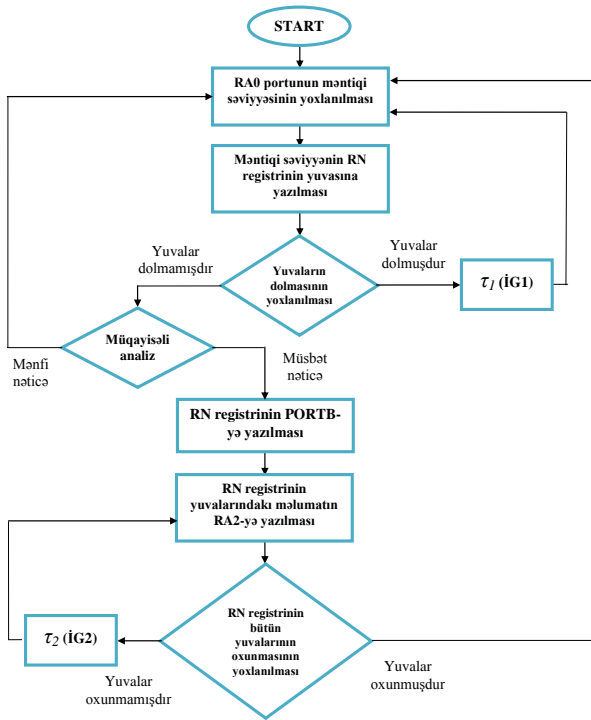 START
RA0 portunun məntiqi
səviyyəsinin yoxlanılması
Məntiqi səviyyənin RN
registrinin yuvasına
yazılması
Yuvalar
dolmamışdır
Yuvaların
dolmasının
yoxlanılması
Yuvalar
dolmuşdur
τ1 (İG1)
Müqayisəli
analiz
Mənfi
nəticə
Müsbət
nəticə
RN registrinin PORTB-
yə yazılması
RN registrinin
yuvalarındakı məlumatın
RA2-yə yazılması
RN registrinin
bütün
yuvalarının
oxunmasının
yoxlanılması
τ2 (İG2)
Yuvalar
oxunmamışdır
Yuvalar
oxunmuşdur